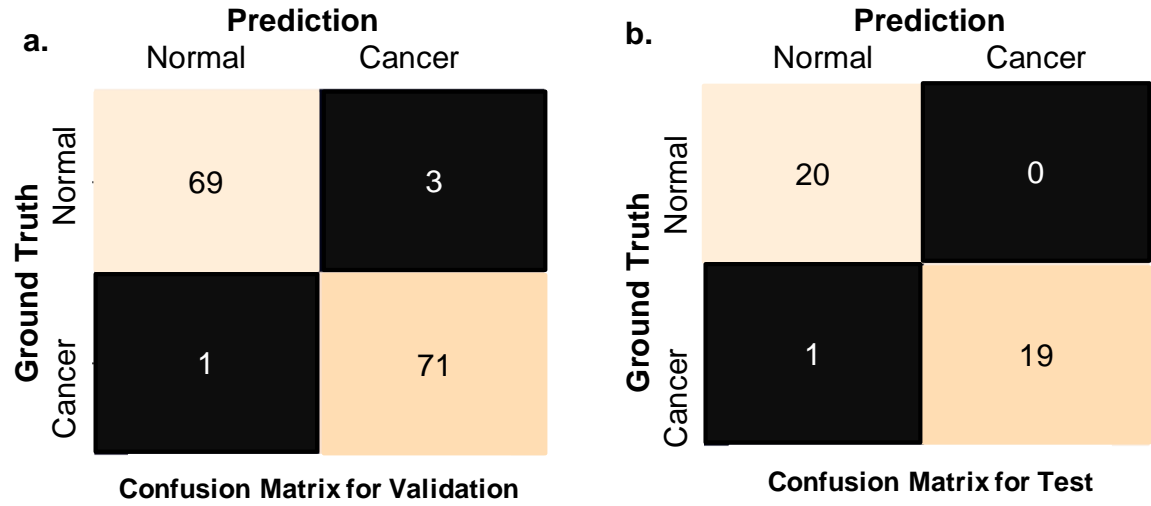 a.
Prediction
Normal Cancer
Ground Truth
Normal
69 3
Cancer
1 71
Confusion Matrix for Validation
b.
Prediction
Normal Cancer
Ground Truth
Normal
20 0
Cancer
1 19
Confusion Matrix for Test